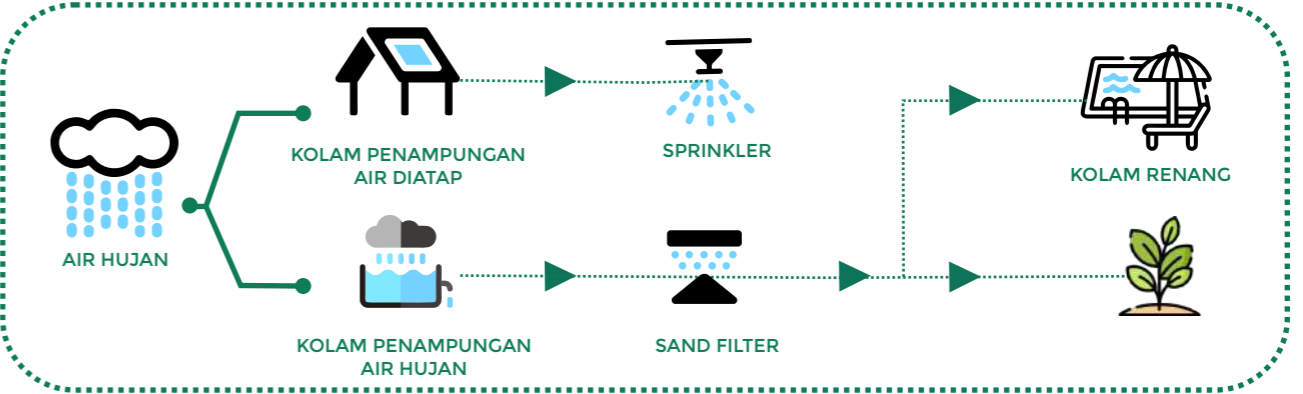 AIR HUJAN
KOLAM PENAMPUNGAN
AIR DIATAP
SPRINKLER
KOLAM PENAMPUNGAN
AIR HUJAN
SAND FILTER
KOLAM RENANG